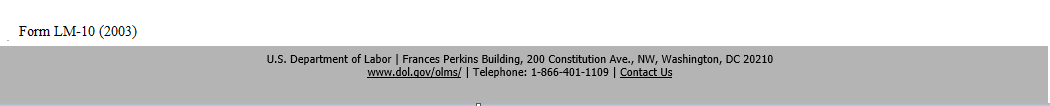 Form LM-10 (2003)
U.S. Department of Labor | Frances Perkins Building, 200 Constitution Ave., NW, Washington, DC 20210
www.dol.gov/olms/ | Telephone: 1-866-401-1109 | Contact Us